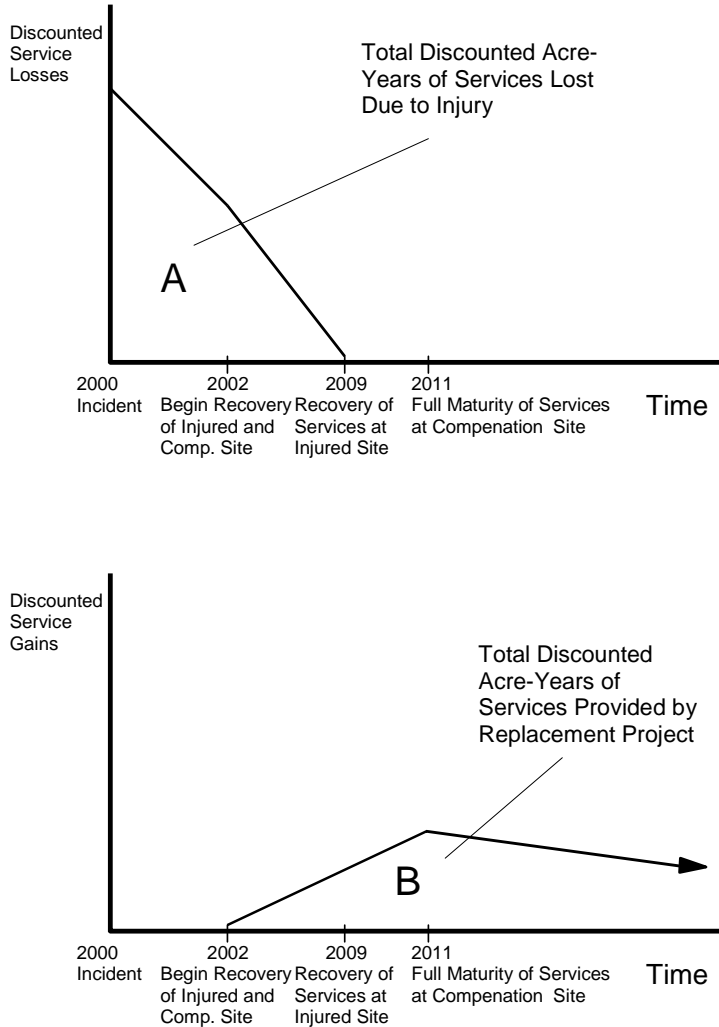 Discounted
Service
Losses
Total Discounted Acre-
Years of Services Lost
Due to Injury
A
2000
Incident
2002
Begin Recovery
of Injured and
Comp. Site
2009
Recovery of
Services at
Injured Site
2011
Full Maturity of Services
at Compenation Site
Time
Discounted
Service
Gains
Total Discounted
Acre-Years of
Services Provided by
Replacement Project
B
2000
Incident
2002
Begin Recovery
of Injured and
Comp. Site
2009
Recovery of
Services at
Injured Site
2011
Full Maturity of Services
at Compenation Site
Time